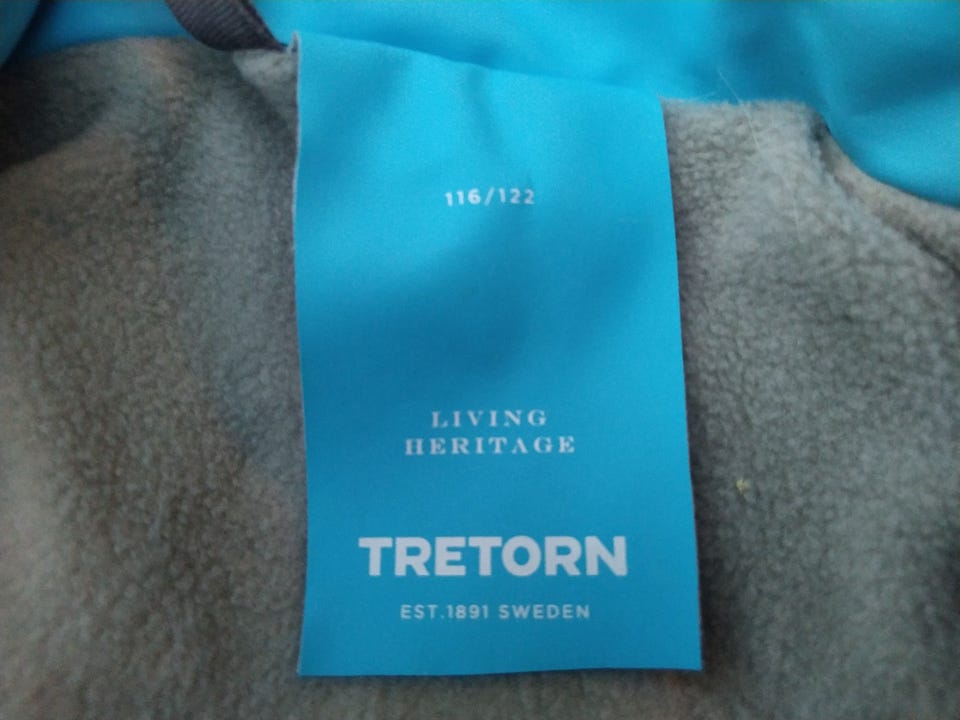 116/122
LIVING
HERITAGE
TRETORN
EST.1891 SWEDEN